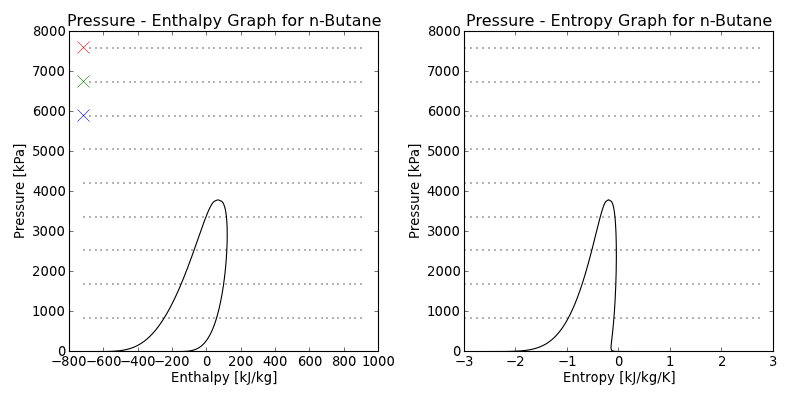 Pressure - Enthalpy Graph for n-Butane
8000
7000
6000
5000
4000
3000
2000
1000
0
Pressure [kPa]
−800 −600 −400 −200 0 200 400 600 800 1000
Enthalpy [kJ/kg]
Pressure - Entropy Graph for n-Butane
8000
7000
6000
5000
4000
3000
2000
1000
0
Pressure [kPa]
−3 −2 −1 0 1 2 3
Entropy [kJ/kg/K]